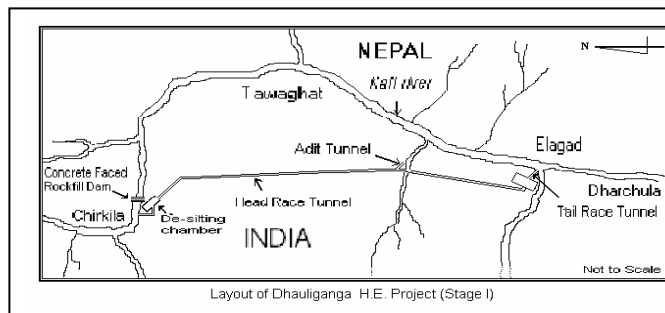 NEPAL
N
Kali river
Tawaghat
Adit Tunnel
Elagad
Concrete Faced
Rockfill Dam
Head Race Tunnel
Dharchula
Chirkila
De-silting
chamber
Tail Race Tunnel
INDIA
Not to Scale
Layout of Dhauliganga H.E. Project (Stage I)